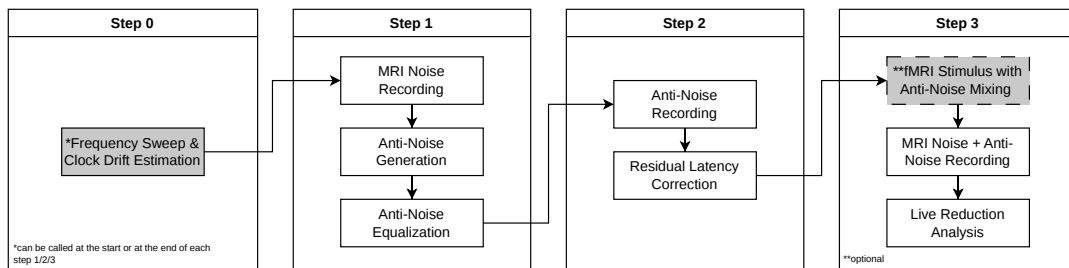 Step 0
*Frequency Sweep &
Clock Drift Estimation
*can be called at the start or at the end of each
step 1/2/3
Step 1
MRI Noise
Recording
Anti-Noise
Generation
Anti-Noise
Equalization
Step 2
Anti-Noise
Recording
Residual Latency
Correction
Step 3
**fMRI Stimulus with
Anti-Noise Mixing
MRI Noise + Anti-
Noise Recording
Live Reduction
Analysis
**optional